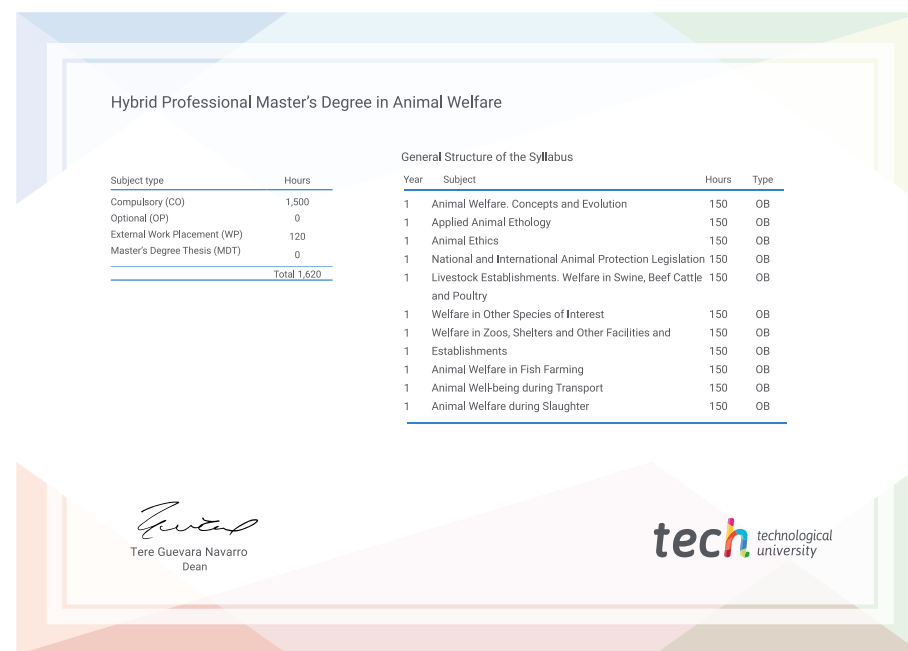 Hybrid Professional Master's Degree in Animal Welfare
General Structure of the Syllabus
Subject type Hours
Compulsory (CO) 1,500
Optional (OP) 0
External Work Placement (WP) 120
Master's Degree Thesis (MDT) 0
Total 1,620
Year Subject Hours Type
1 Animal Welfare. Concepts and Evolution 150 OB
1 Applied Animal Ethology 150 OB
1 Animal Ethics 150 OB
1 National and International Animal Protection Legislation 150 OB
1 Livestock Establishments. Welfare in Swine, Beef Cattle 150 OB
and Poultry
1 Welfare in Other Species of Interest 150 OB
1 Welfare in Zoos, Shelters and Other Facilities and 150 OB
1 Establishments 150 OB
1 Animal Welfare in Fish Farming 150 OB
1 Animal Well-being during Transport 150 OB
1 Animal Welfare during Slaughter 150 OB
Tere Guevara Navarro
Dean
tech technological
university